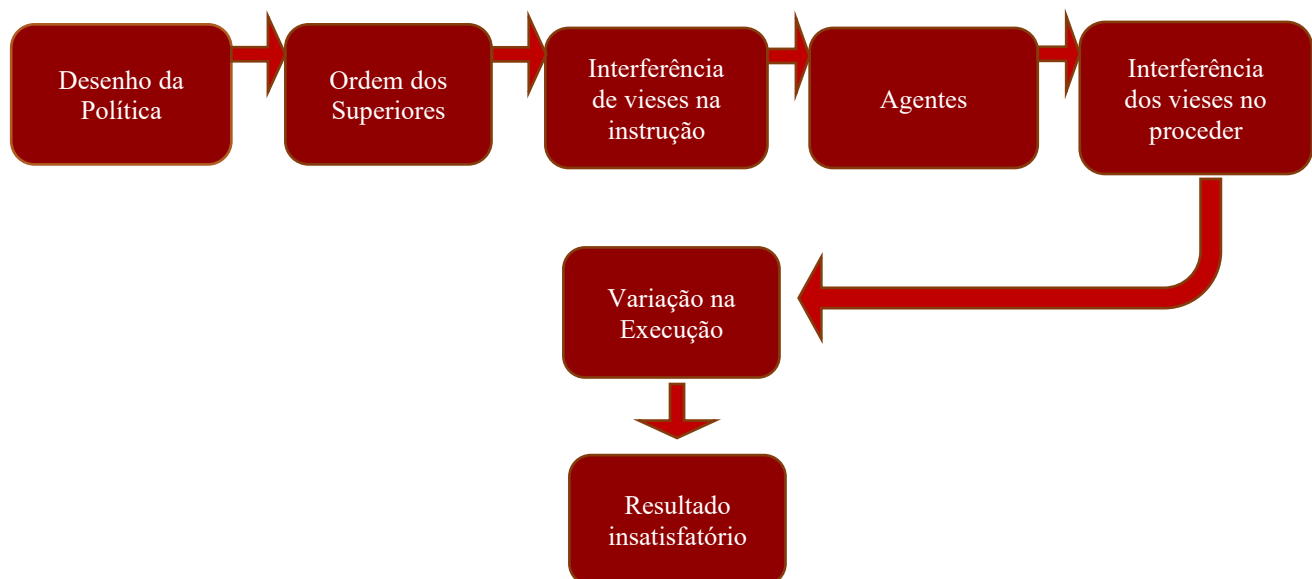 Desenho da
Política
Ordem dos
Superiores
Interferência
de vieses na
instrução
Agentes
Interferência
dos vieses no
proceder
Variação na
Execução
Resultado
insatisfatório